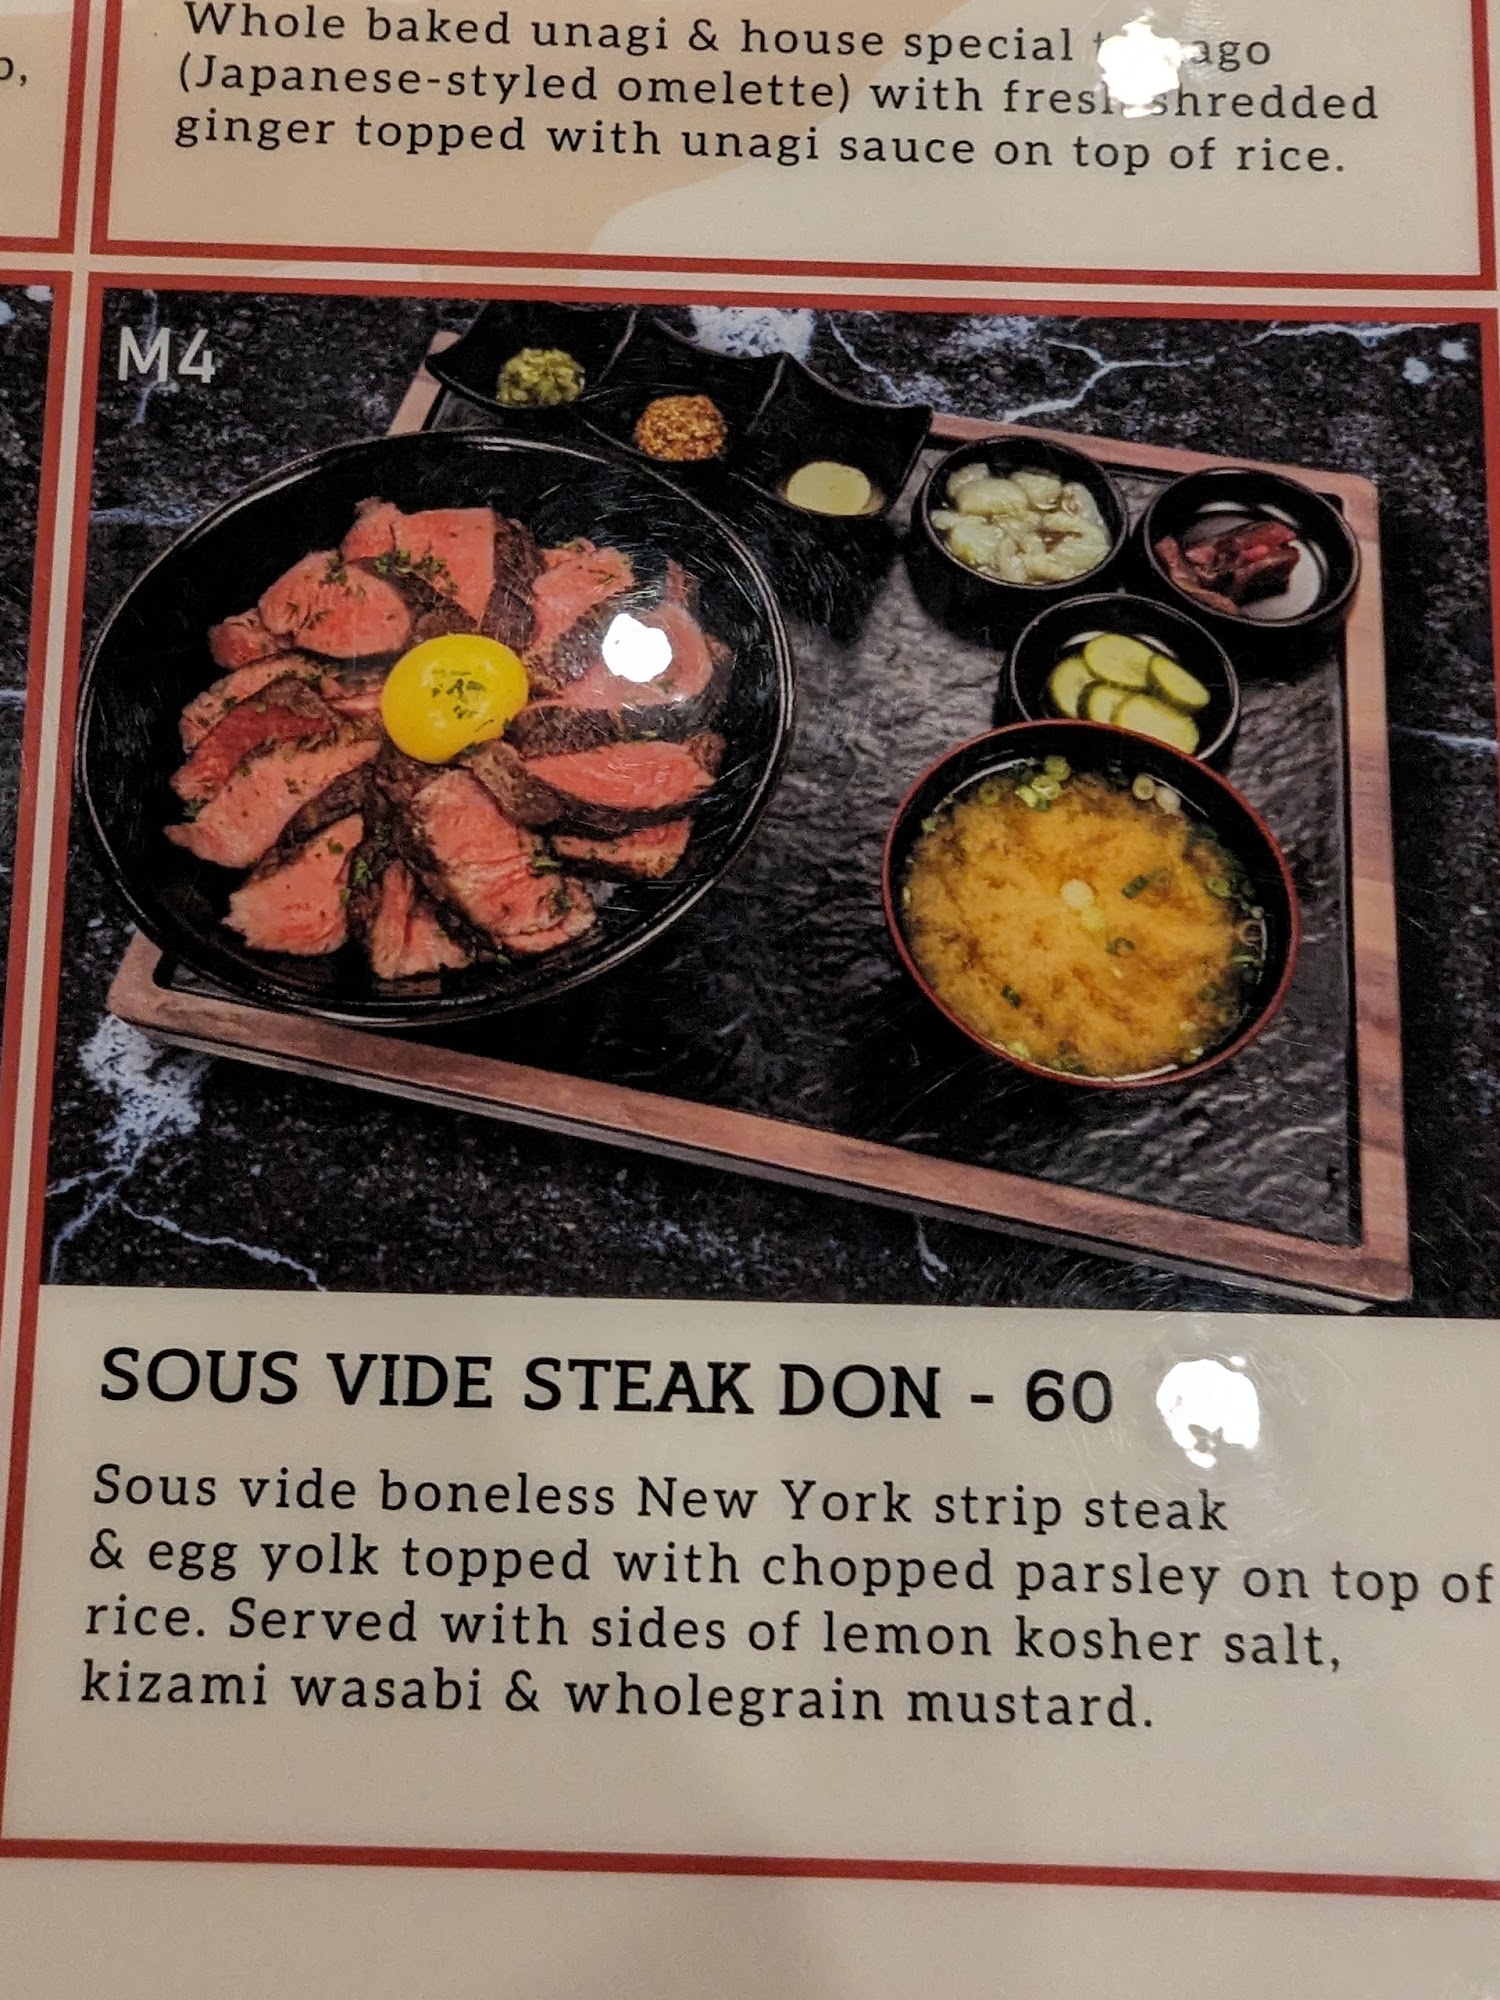 Whole baked unagi & house special
(Japanese-styled omelette) with shredded
ginger topped with unagi sauce on top of rice.
M4
SOUS VIDE STEAK DON - 60
Sous vide boneless New York strip steak
& egg yolk topped with chopped parsley on top of
rice. Served with sides of lemon kosher salt,
kizami wasabi & wholegrain mustard.